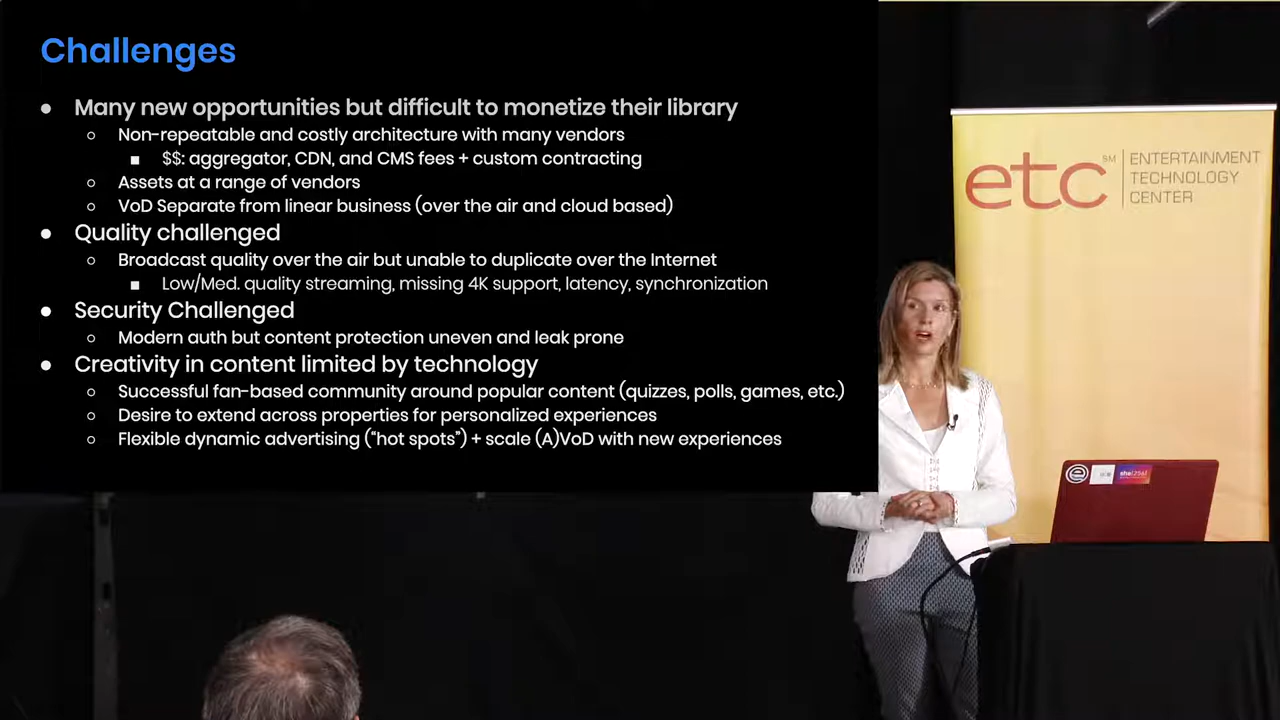 Challenges
● Many new opportunities but difficult to monetize their library
○ Non-repeatable and costly architecture with many vendors
■ $$: aggregator, CDN, and CMS fees + custom contracting
○ Assets at a range of vendors
○ VoD Separate from linear business (over the air and cloud based)
● Quality challenged
○ Broadcast quality over the air but unable to duplicate over the Internet
■ Low/Med. quality streaming, missing 4K support, latency, synchronization
● Security Challenged
○ Modern auth but content protection uneven and leak prone
● Creativity in content limited by technology
○ Successful fan-based community around popular content (quizzes, polls, games, etc.)
○ Desire to extend across properties for personalized experiences
○ Flexible dynamic advertising (“hot spots”) + scale (A)VoD with new experiences
etc SM
ENTERTAINMENT
TECHNOLOGY
CENTER
she[256]